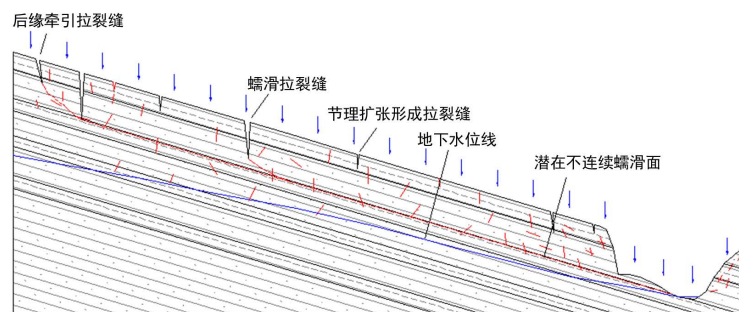 后缘牵引拉裂缝
蠕滑拉裂缝
节理扩张形成拉裂缝
地下水位线
潜在不连续蠕滑面